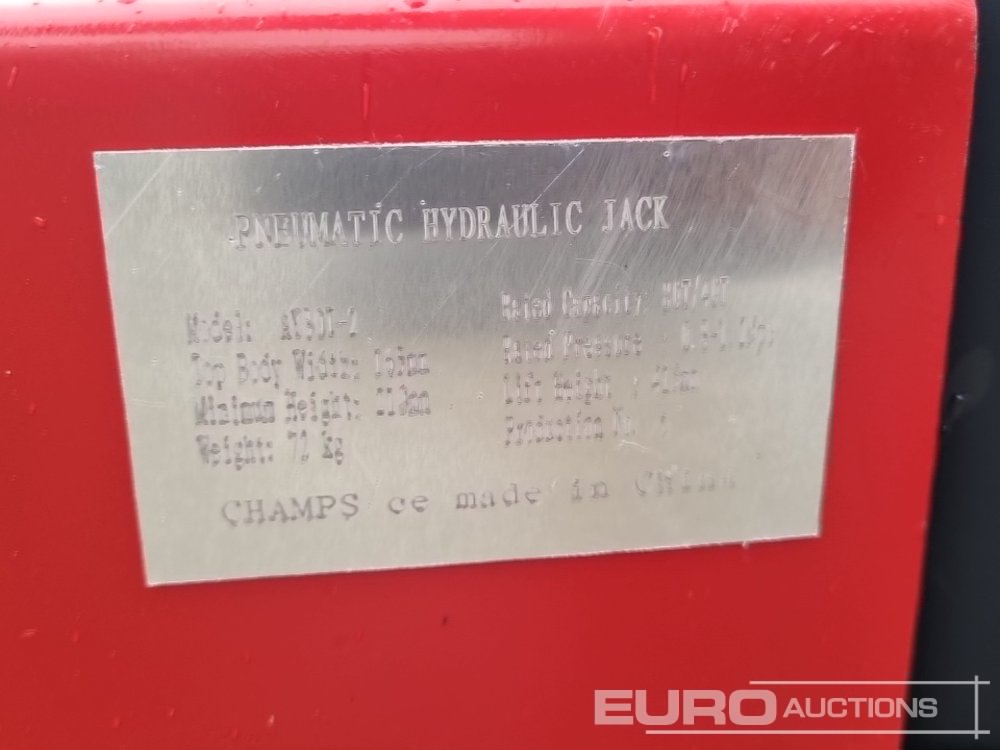 PNEUMATIC HYDRAULIC JACK
Model:
Top Body Width:
Minimum Height:
Weight: 72 kg
Rated Capacity:
Rated Pressure :
Lift Height :
Production No. :
CHAMPS ce made in China
EURO AUCTIONS